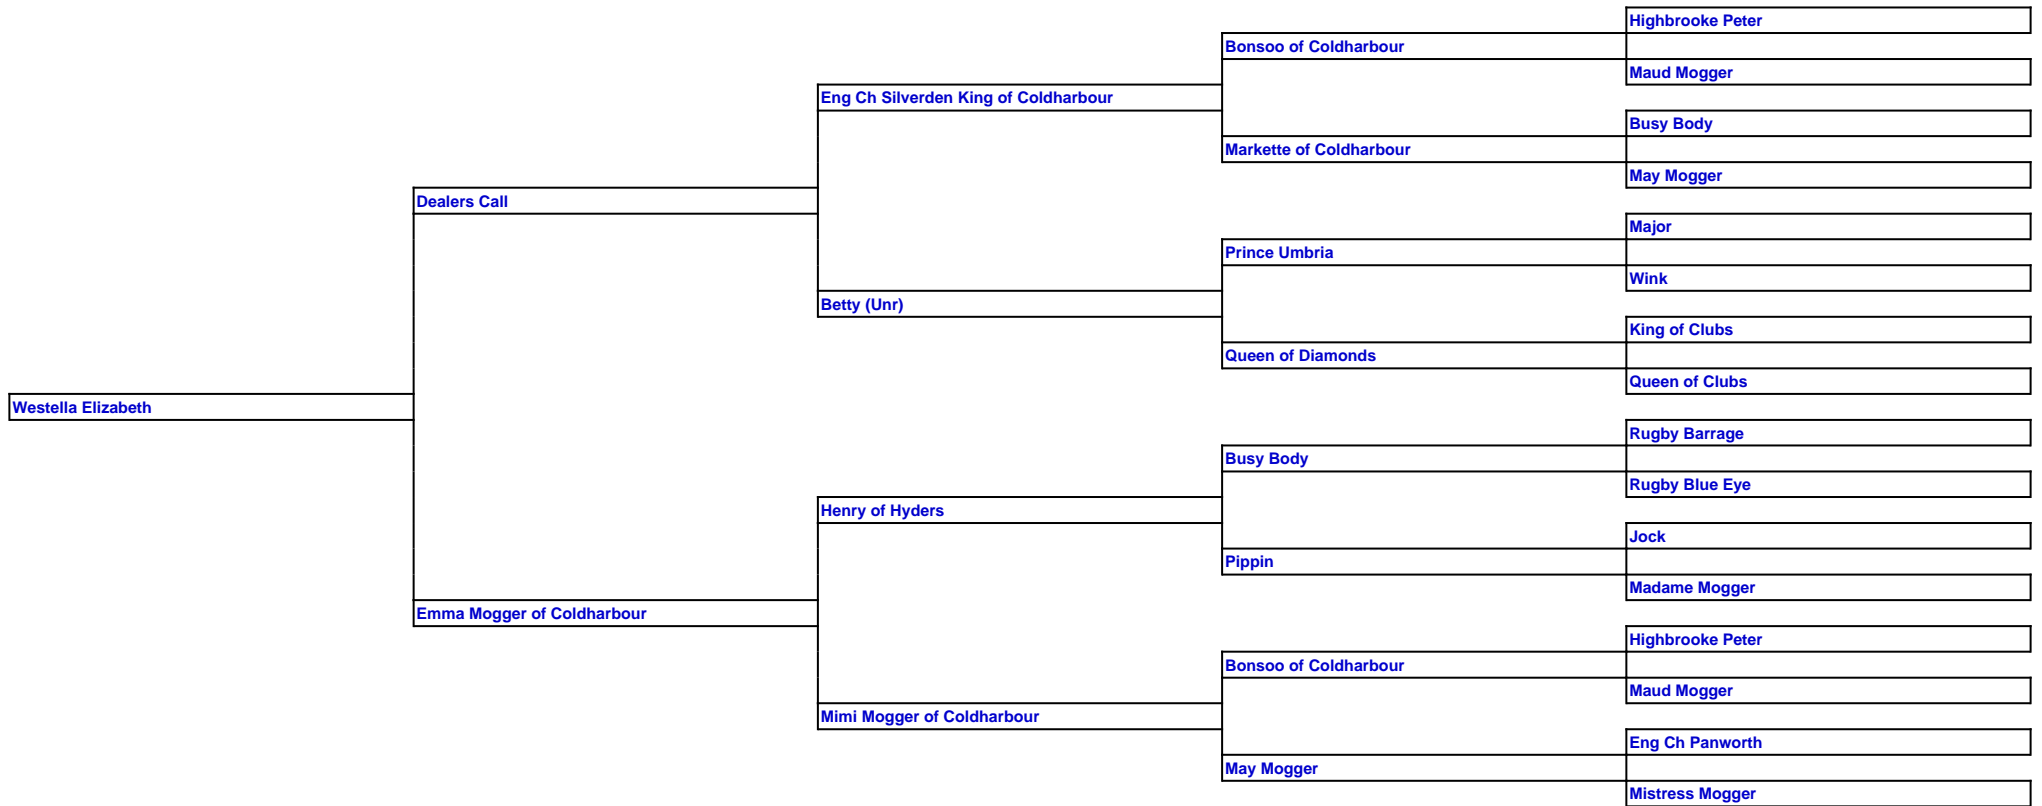 Highbrooke Peter
Bonsoo of Coldharbour
Maud Mogger
Eng Ch Silverden King of Coldharbour
Busy Body
Markette of Coldharbour
May Mogger
Dealers Call
Major
Prince Umbria
Wink
Betty (Unr)
King of Clubs
Queen of Diamonds
Queen of Clubs
Westella Elizabeth
Rugby Barrage
Busy Body
Rugby Blue Eye
Henry of Hyders
Jock
Pippin
Madame Mogger
Emma Mogger of Coldharbour
Highbrooke Peter
Bonsoo of Coldharbour
Maud Mogger
Mimi Mogger of Coldharbour
Eng Ch Panworth
May Mogger
Mistress Mogger